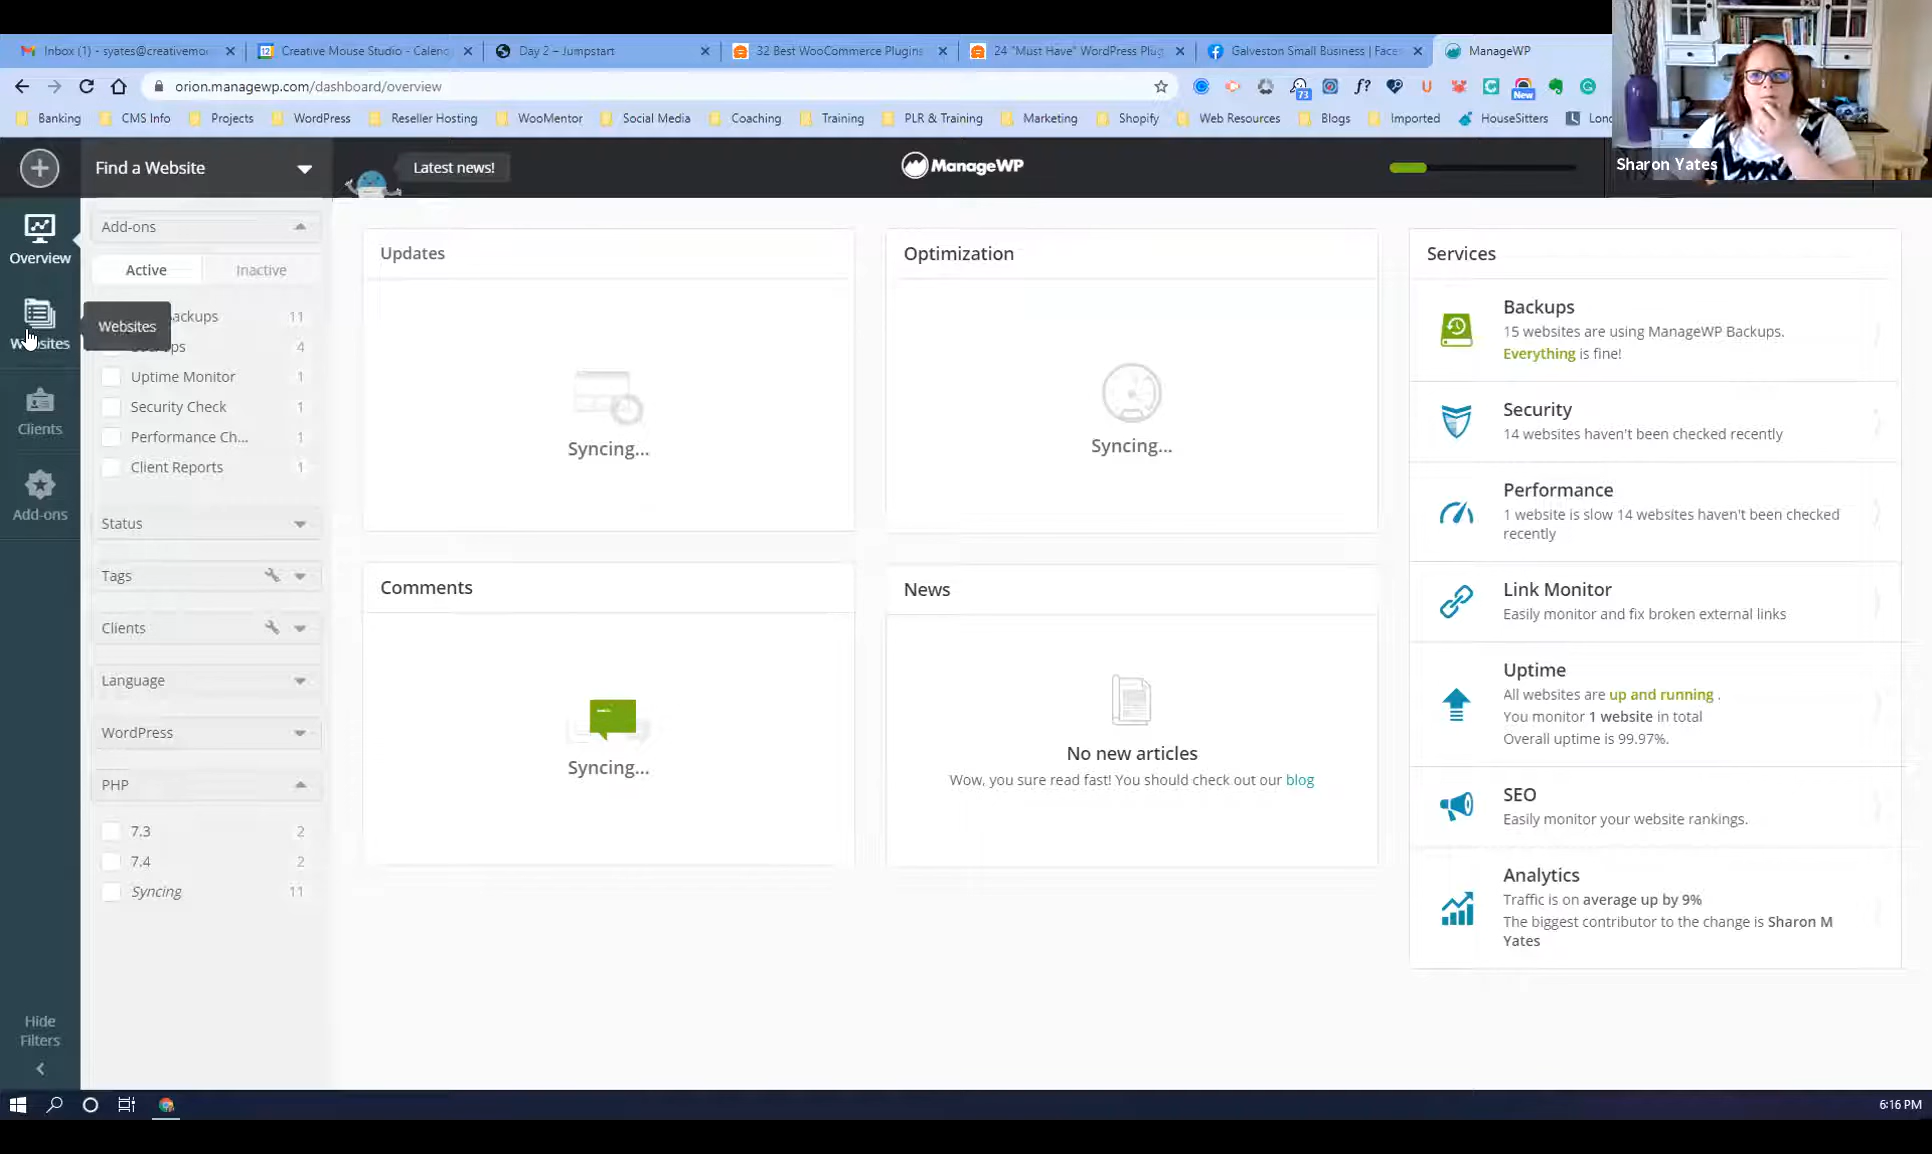 Inbox (1) - syates@creativemo
Creative Mouse Studio - Calend
Day 2 – Jumpstart
32 Best WooCommerce Plugins
24 "Must Have" WordPress Plug
Galveston Small Business | Face
ManageWP
orion.managewp.com/dashboard/overview
73
f?
New
Banking
CMS Info
Projects
WordPress
Reseller Hosting
WooMentor
Social Media
Coaching
Training
PLR & Training
Marketing
Shopify
Web Resources
Blogs
Imported
HouseSitters
Lond
Sharon Yates
Find a Website
Latest news!
ManageWP
Overview
Websites
Clients
Add-ons
Hide
Filters
Add-ons
Active
Inactive
Websites
ackups 11
4
Uptime Monitor 1
Security Check 1
Performance Ch... 1
Client Reports 1
Status
Tags
Clients
Language
WordPress
PHP
7.3 2
7.4 2
Syncing 11
Updates
Syncing...
Optimization
Syncing...
Comments
Syncing...
News
No new articles
Wow, you sure read fast! You should check out our blog
Services
Backups
15 websites are using ManageWP Backups.
Everything is fine!
Security
14 websites haven't been checked recently
Performance
1 website is slow 14 websites haven't been checked
recently
Link Monitor
Easily monitor and fix broken external links
Uptime
All websites are up and running .
You monitor 1 website in total
Overall uptime is 99.97%.
SEO
Easily monitor your website rankings.
Analytics
Traffic is on average up by 9%
The biggest contributor to the change is Sharon M
Yates
6:16 PM